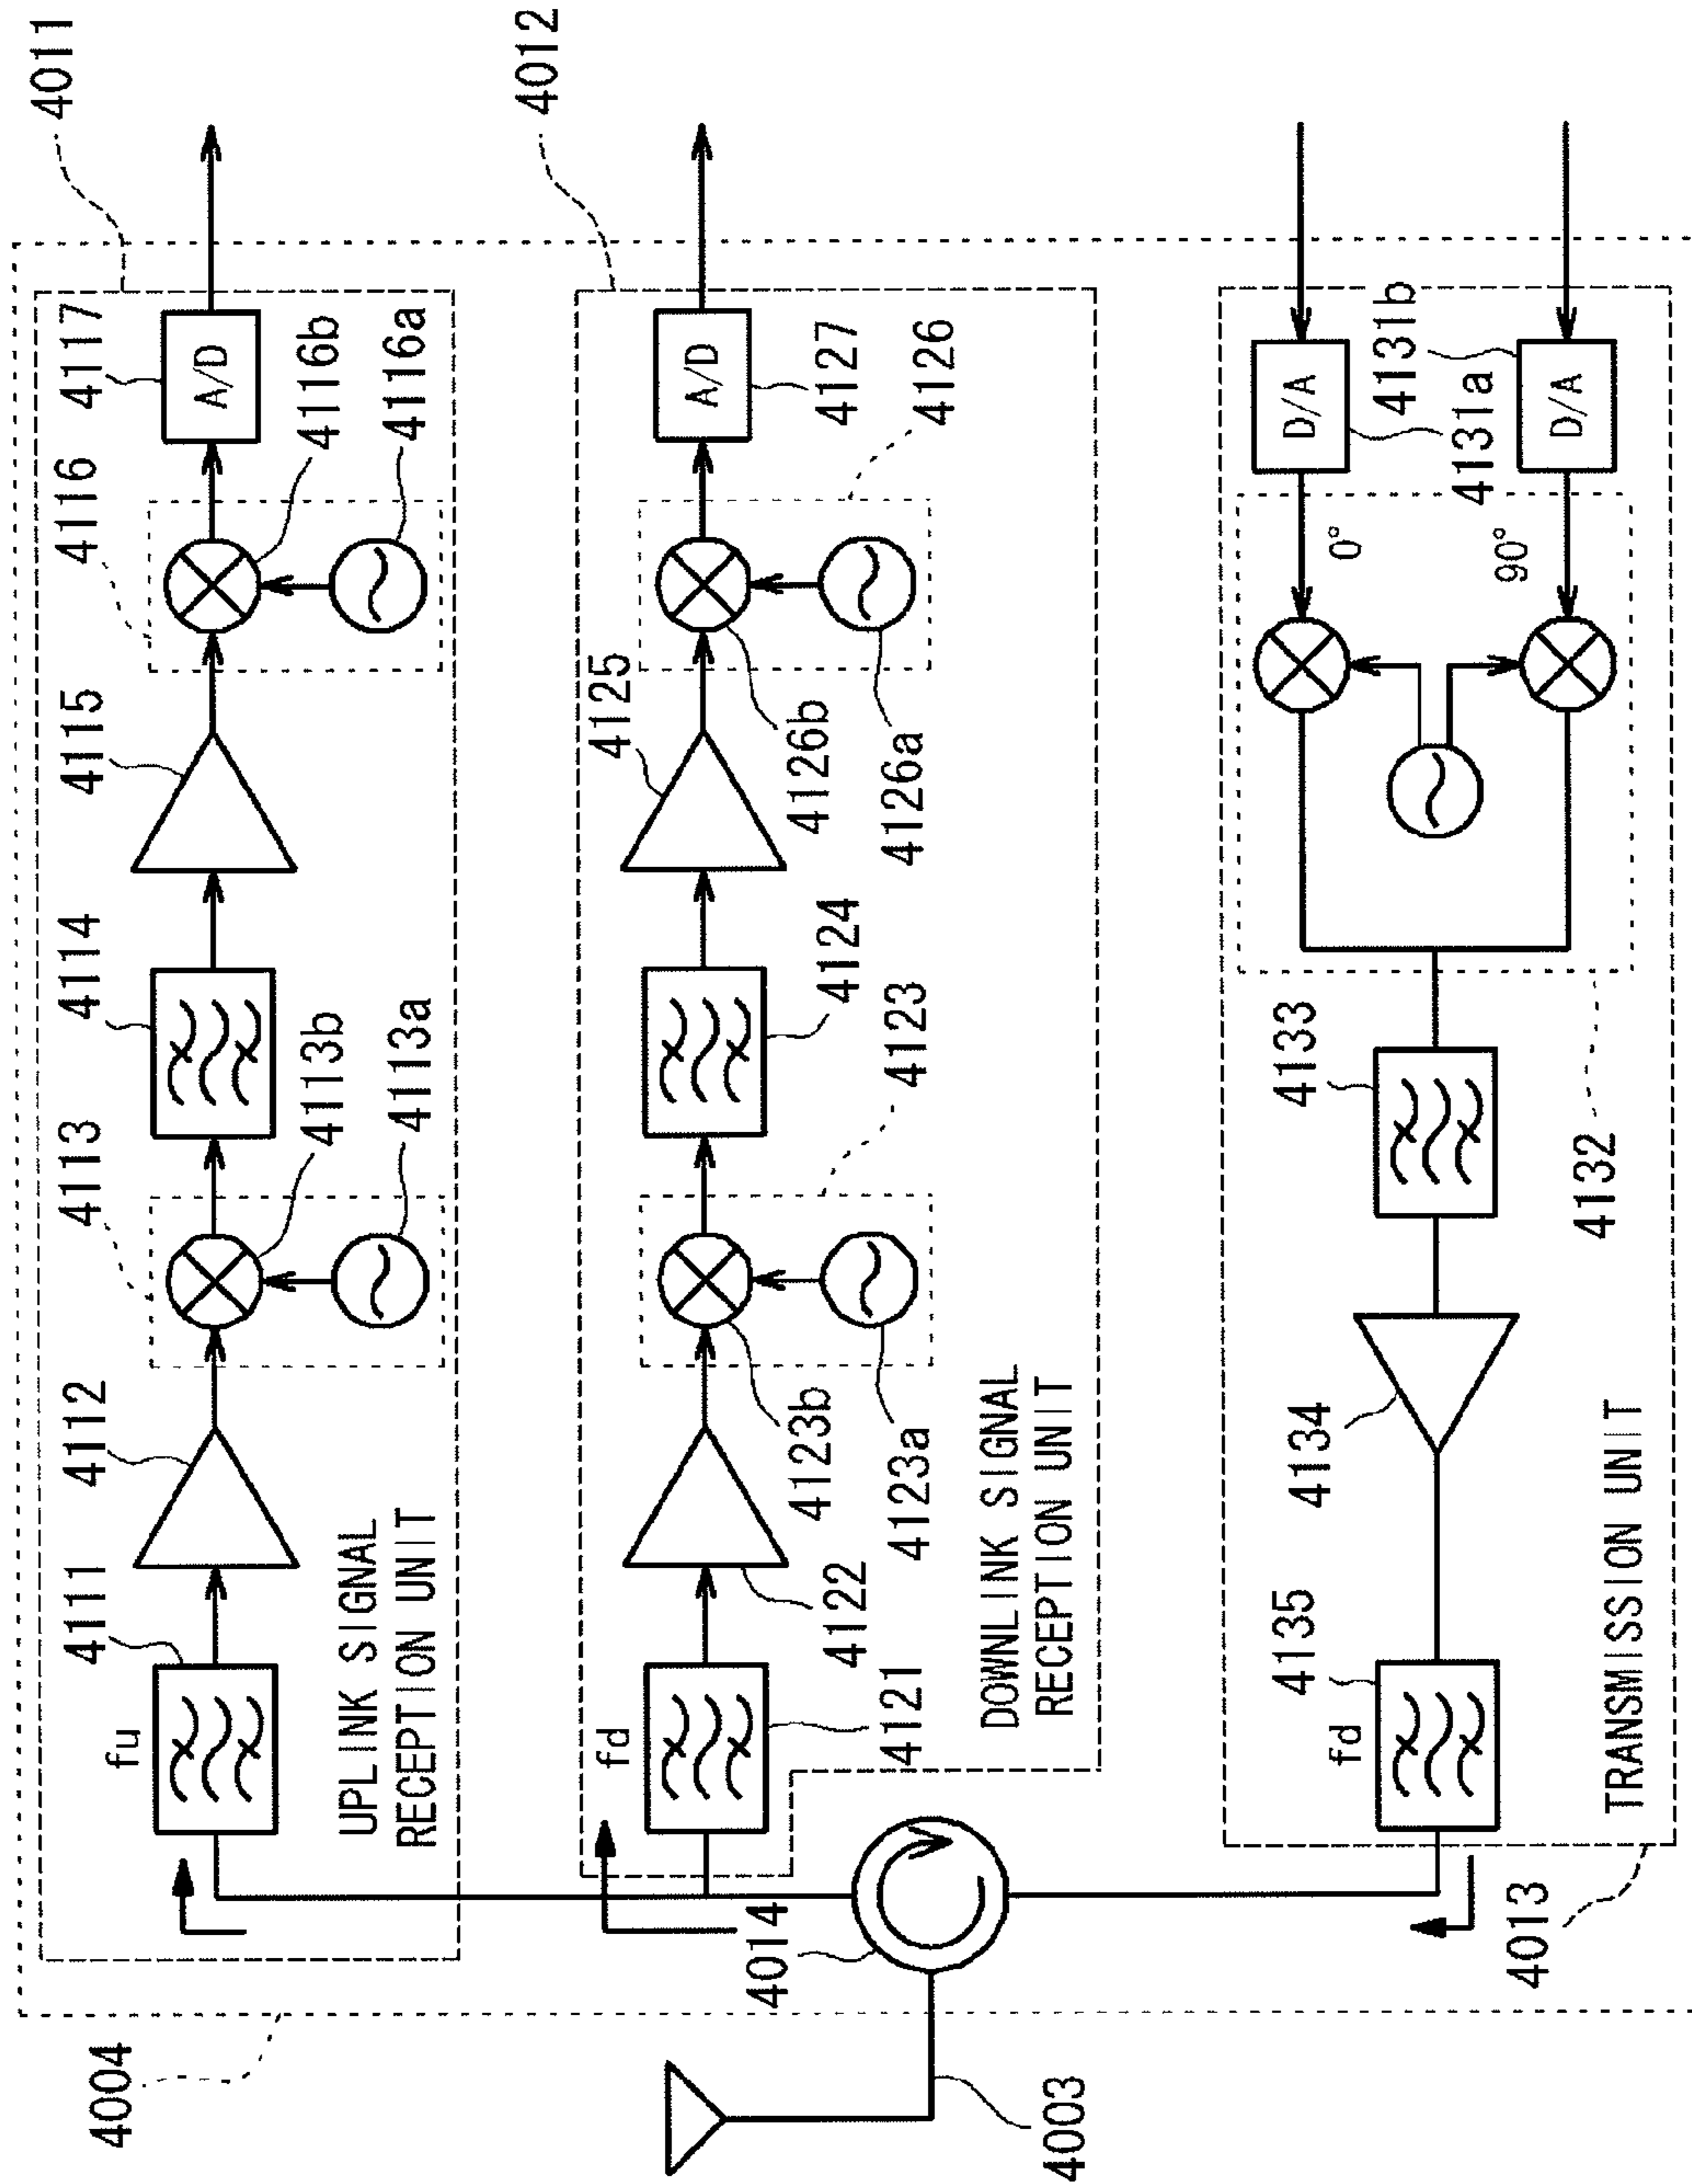 4004
4011
4111
4112
4113
4114
4115
4116
4117
fu
A/D
4113b
4113a
4116b
4116a
UPLINK SIGNAL
RECEPTION UNIT
4012
fd
4125
A/D
4121
4122
4123b
4123a
4123
4124
4126b
4126a
4126
4127
DOWNLINK SIGNAL
RECEPTION UNIT
4014
4003
4013
4135
fd
4134
4133
4132
0°
90°
D/A
D/A
4131a
4131b
TRANSMISSION UNIT